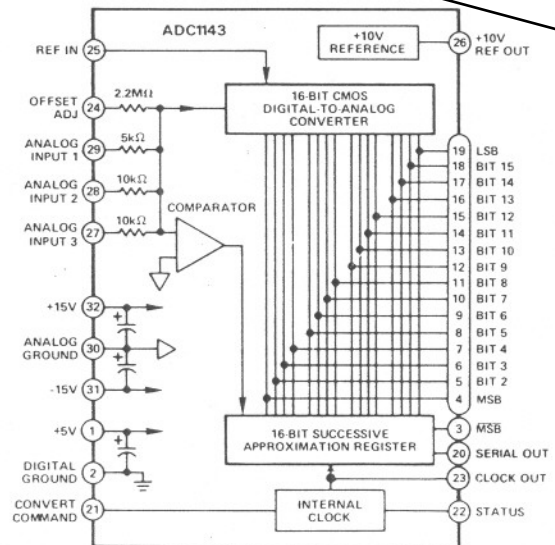 ADC1143
REF IN
25
+10V
REFERENCE
26
+10V
REF OUT
OFFSET
ADJ
24
2.2MΩ
16-BIT CMOS
DIGITAL-TO-ANALOG
CONVERTER
ANALOG
INPUT 1
29
5kΩ
ANALOG
INPUT 2
28
10kΩ
ANALOG
INPUT 3
27
10kΩ
COMPARATOR
19 LSB
18 BIT 15
17 BIT 14
16 BIT 13
15 BIT 12
14 BIT 11
13 BIT 10
12 BIT 9
11 BIT 8
10 BIT 7
9 BIT 6
8 BIT 5
7 BIT 4
6 BIT 3
5 BIT 2
4 MSB
+15V
32
+
ANALOG
GROUND
30
+
-15V
31
+5V
1
+
DIGITAL
GROUND
2
16-BIT SUCCESSIVE
APPROXIMATION REGISTER
3 M̅S̅B̅
20 SERIAL OUT
23 CLOCK OUT
CONVERT
COMMAND
21
INTERNAL
CLOCK
22 STATUS